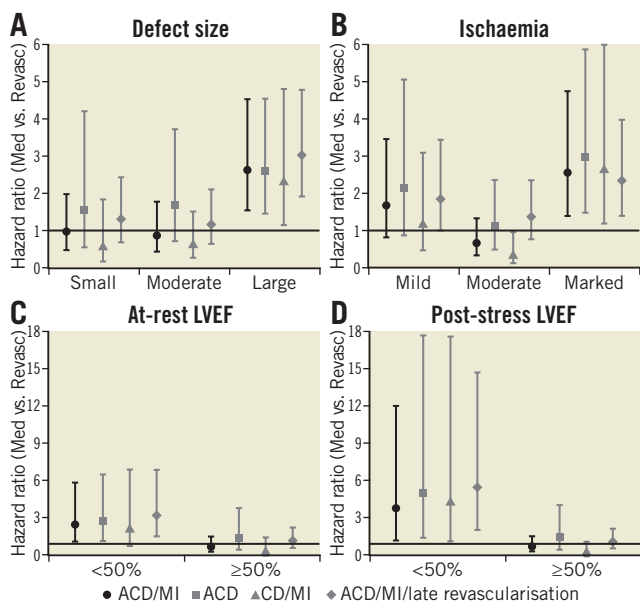 A Defect size
Hazard ratio (Med vs. Revasc)
6
5
4
3
2
1
0
Small Moderate Large
B Ischaemia
Hazard ratio (Med vs. Revasc)
6
5
4
3
2
1
0
Mild Moderate Marked
C At-rest LVEF
Hazard ratio (Med vs. Revasc)
18
15
12
9
6
3
0
<50% ≥50%
D Post-stress LVEF
Hazard ratio (Med vs. Revasc)
18
15
12
9
6
3
0
<50% ≥50%
ACD/MI ACD CD/MI ACD/MI/late revascularisation